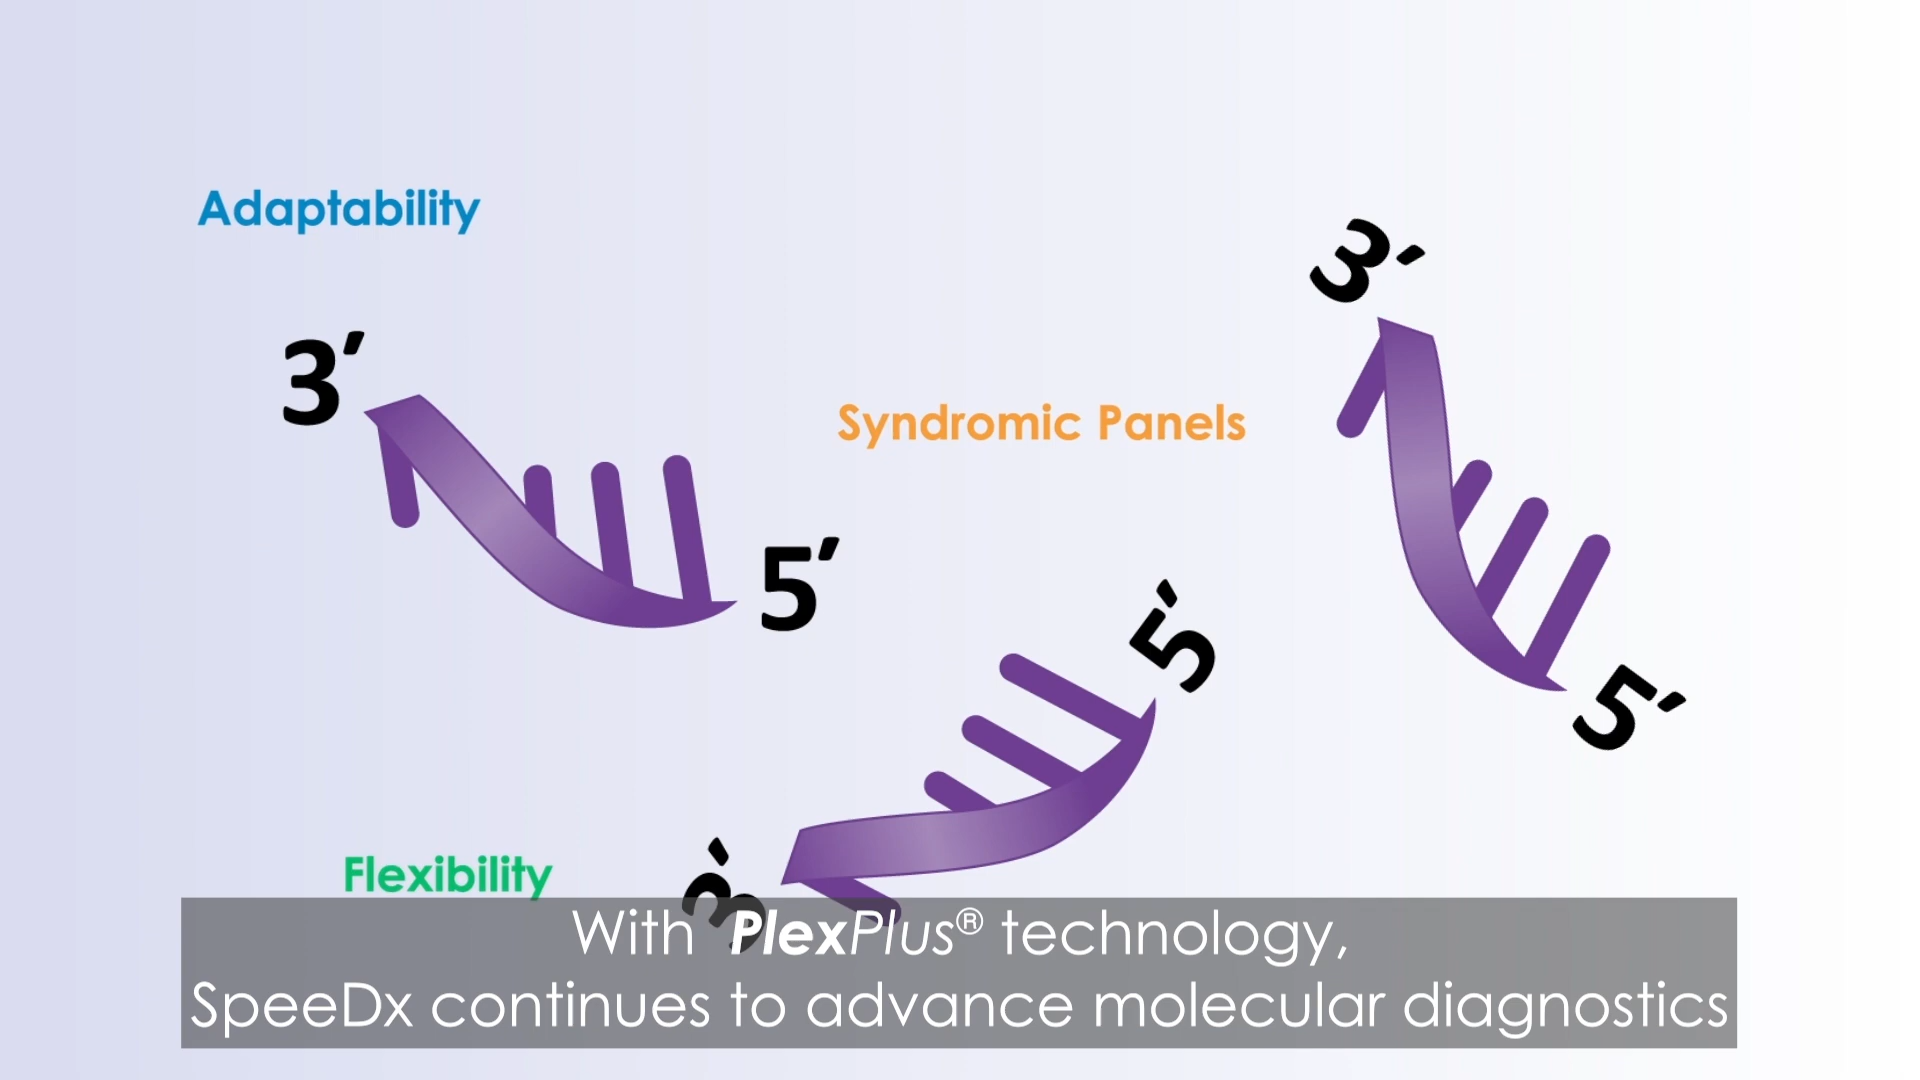 Adaptability
3′
3′
Syndromic Panels
5′
5′
5′
Flexibility
3′
With PlexPlus® technology,
SpeeDx continues to advance molecular diagnostics